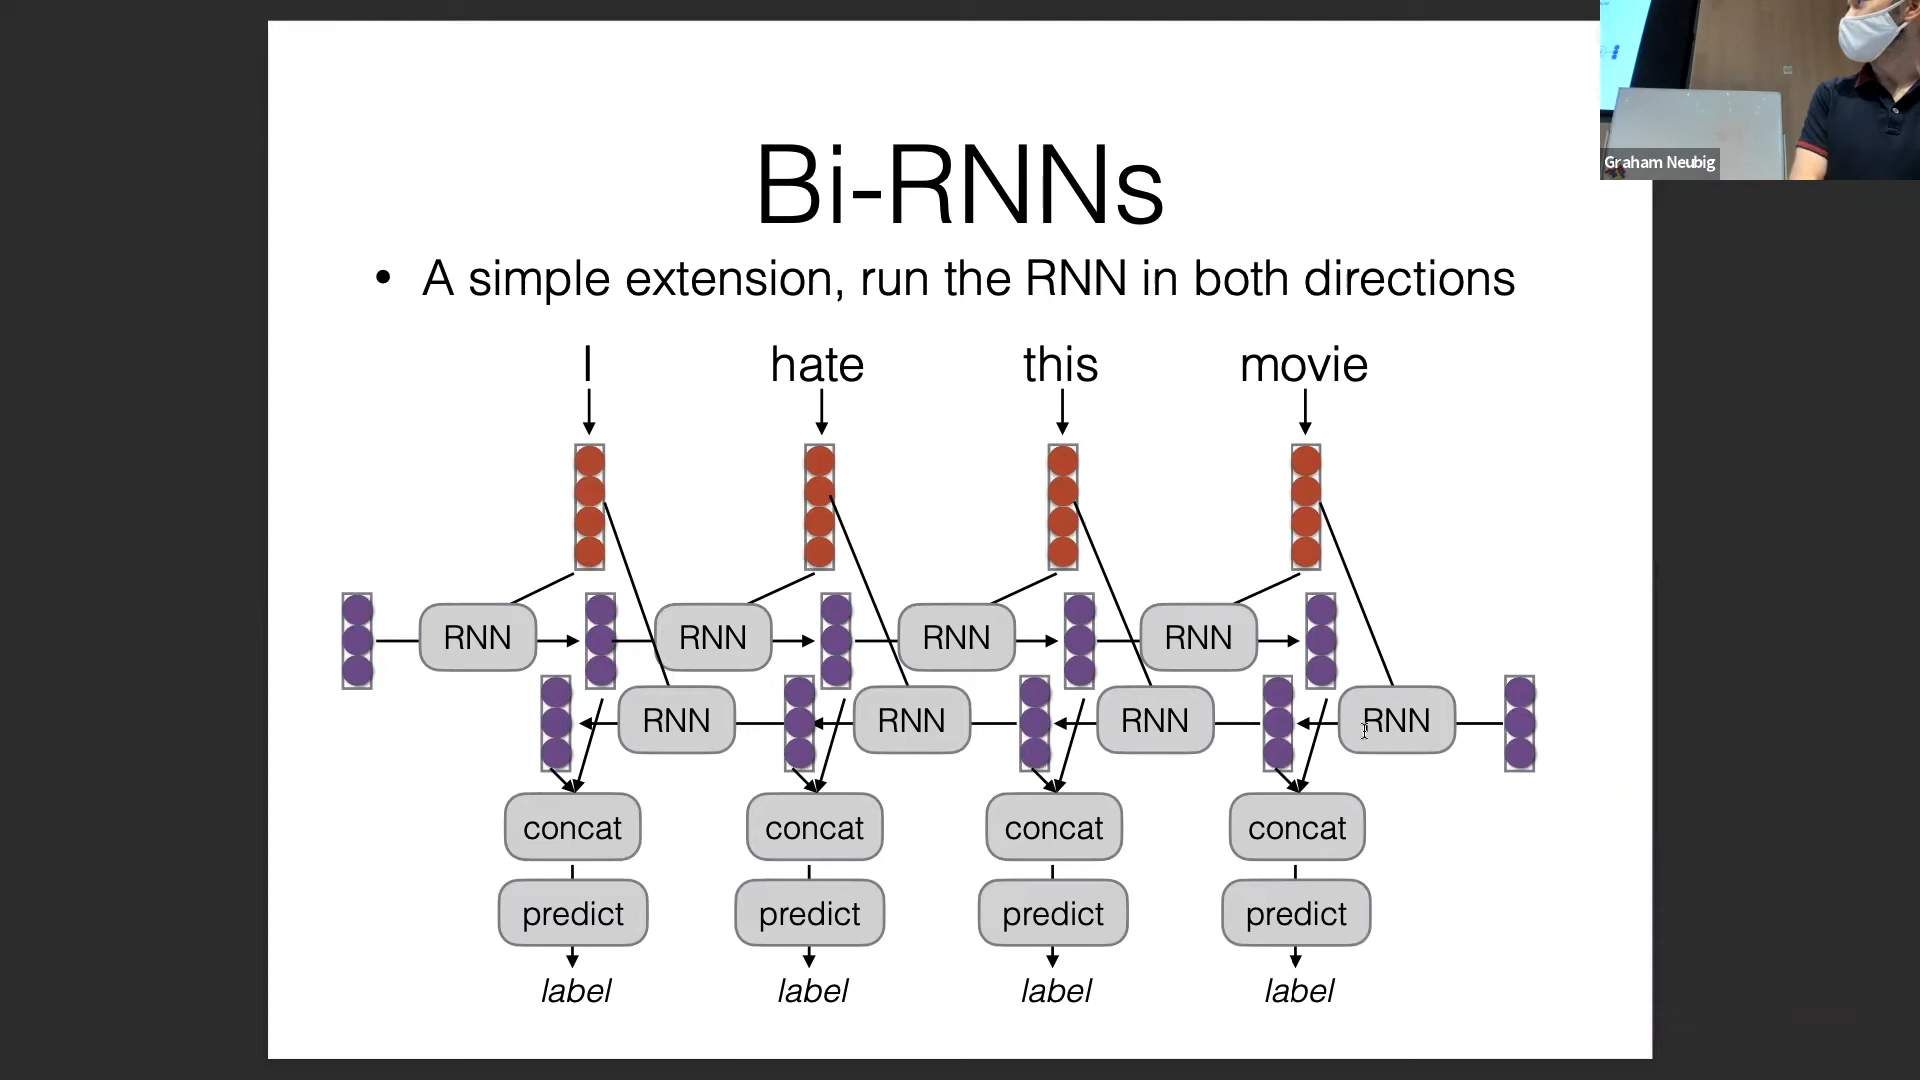 Graham Neubig
Bi-RNNs
• A simple extension, run the RNN in both directions
I hate this movie
RNN RNN RNN RNN
RNN RNN RNN RNN
concat concat concat concat
predict predict predict predict
label label label label